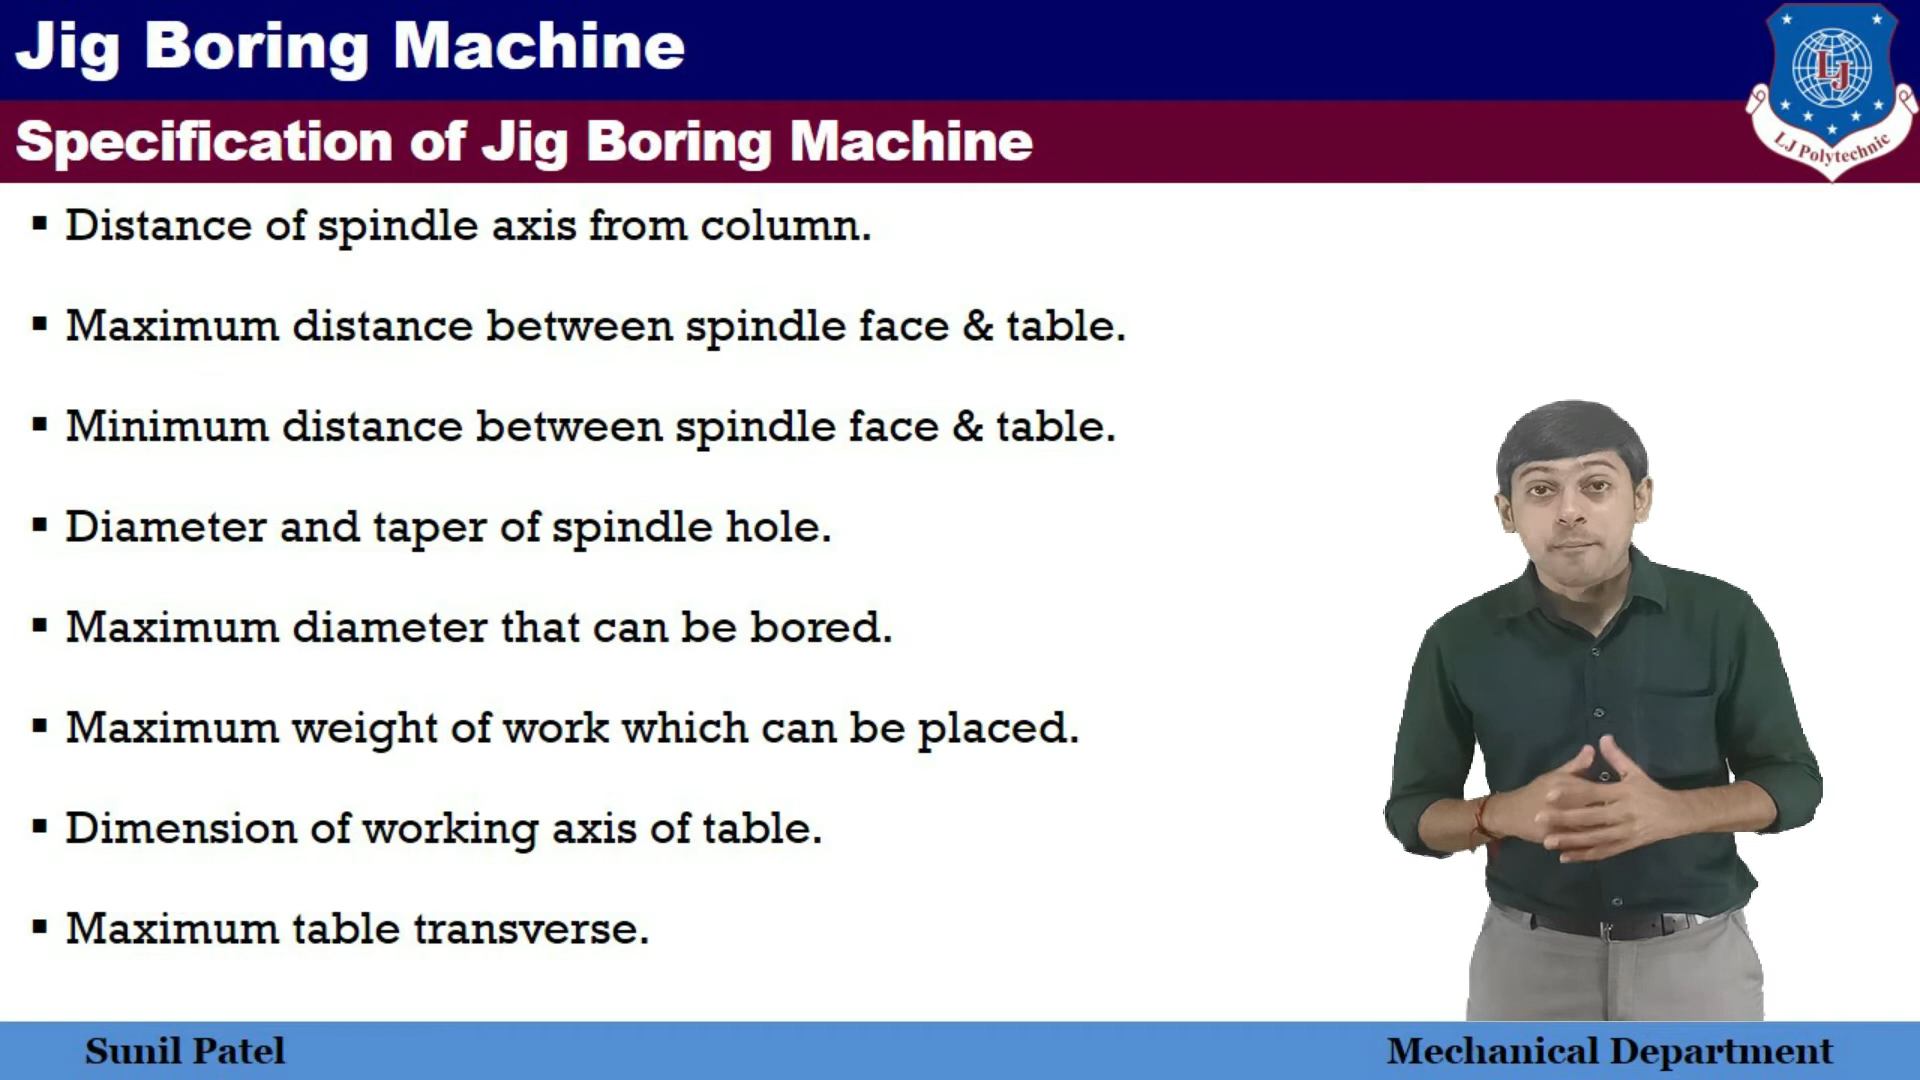 Jig Boring Machine
Specification of Jig Boring Machine
LJ
LJ Polytechnic
▪ Distance of spindle axis from column.
▪ Maximum distance between spindle face & table.
▪ Minimum distance between spindle face & table.
▪ Diameter and taper of spindle hole.
▪ Maximum diameter that can be bored.
▪ Maximum weight of work which can be placed.
▪ Dimension of working axis of table.
▪ Maximum table transverse.
Sunil Patel
Mechanical Department